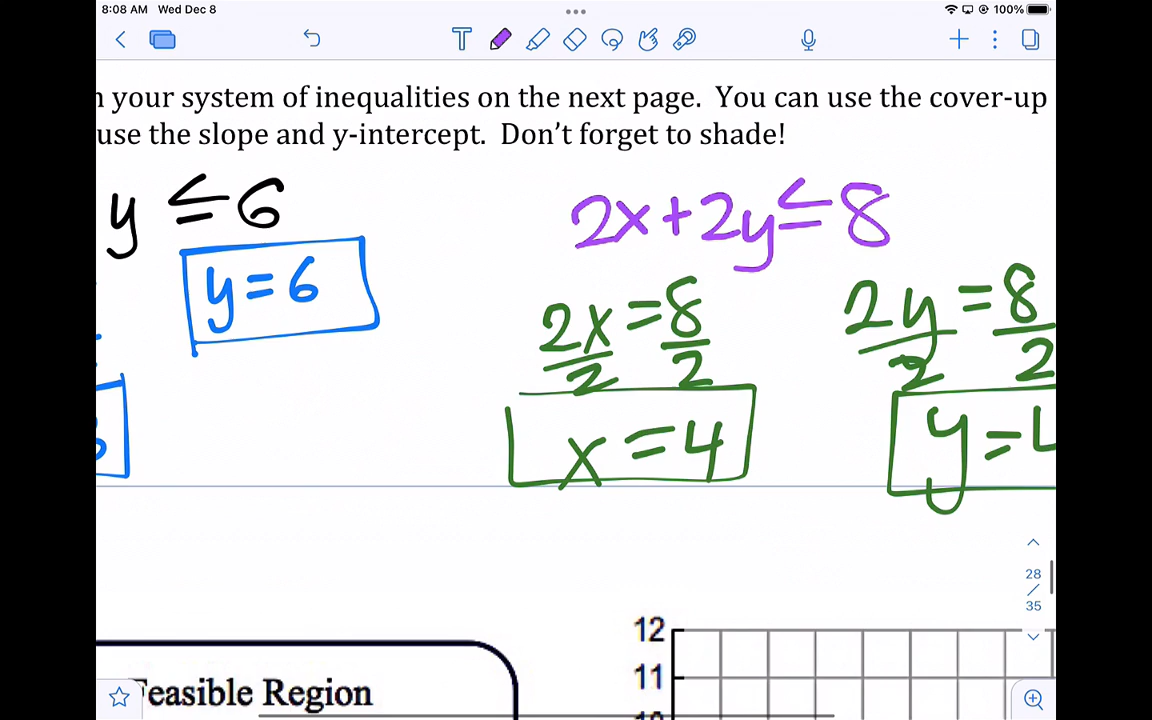 8:08 AM Wed Dec 8
100%
your system of inequalities on the next page. You can use the cover-up
use the slope and y-intercept. Don't forget to shade!
y ≤ 6
2x+2y≤8
y = 6
2x = 8
2 2
2y = 8
2 2
x = 4
y =
28
/
35
12
11
Feasible Region